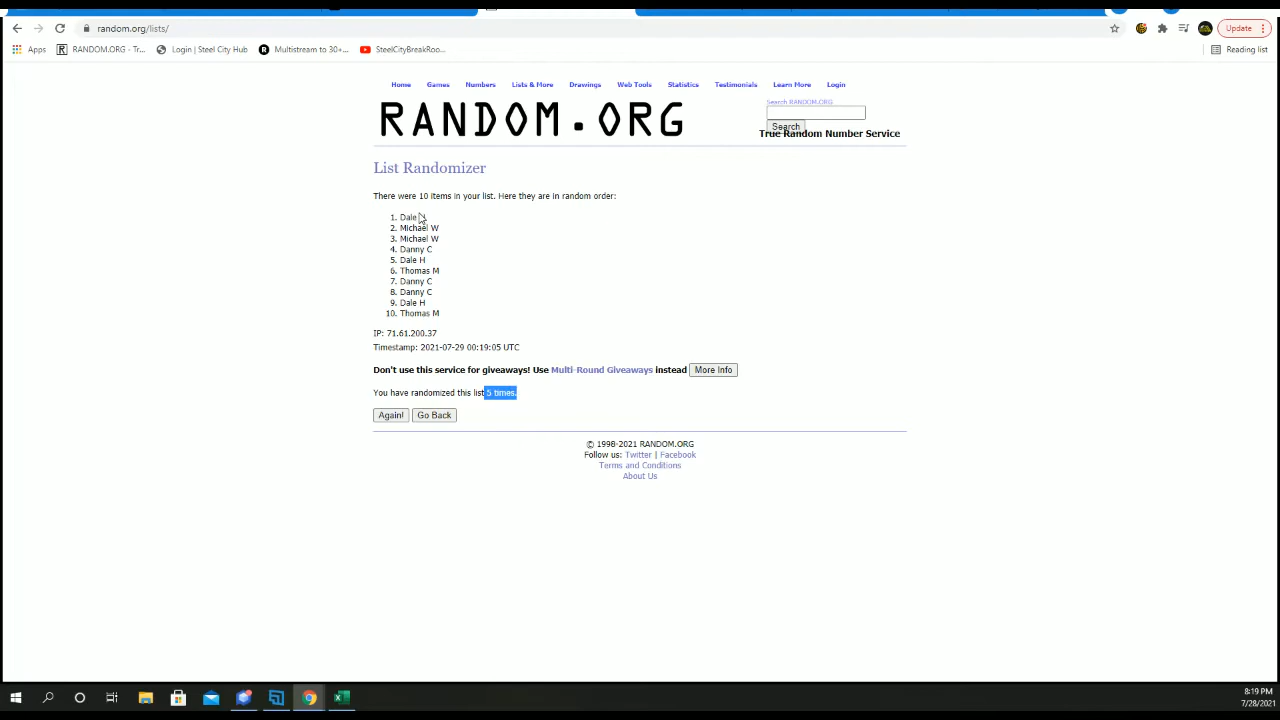 random.org/lists/
Update
Apps
RANDOM.ORG - Tr...
Login | Steel City Hub
Multistream to 30+...
SteelCityBreakRoo...
Reading list
Home Games Numbers Lists & More Drawings Web Tools Statistics Testimonials Learn More Login
RANDOM.ORG
Search RANDOM.ORG
Search
True Random Number Service
List Randomizer
There were 10 items in your list. Here they are in random order:
1. Dale
2. Michael W
3. Michael W
4. Danny C
5. Dale H
6. Thomas M
7. Danny C
8. Danny C
9. Dale H
10. Thomas M
IP: 71.61.200.37
Timestamp: 2021-07-29 00:19:05 UTC
Don't use this service for giveaways! Use Multi-Round Giveaways instead More Info
You have randomized this list 5 times.
Again! Go Back
© 1998-2021 RANDOM.ORG
Follow us: Twitter | Facebook
Terms and Conditions
About Us
8:19 PM
7/28/2021